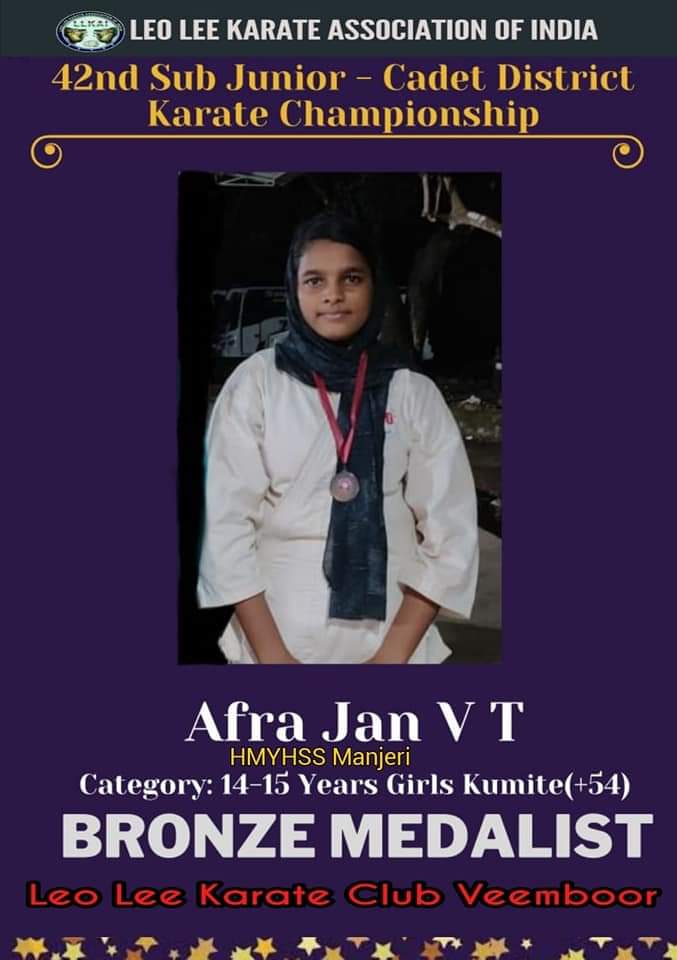 LLKAI
LEO LEE KARATE ASSOCIATION OF INDIA
42nd Sub Junior - Cadet District
Karate Championship
Afra Jan V T
HMYHSS Manjeri
Category: 14-15 Years Girls Kumite(+54)
BRONZE MEDALIST
Leo Lee Karate Club Veemboor